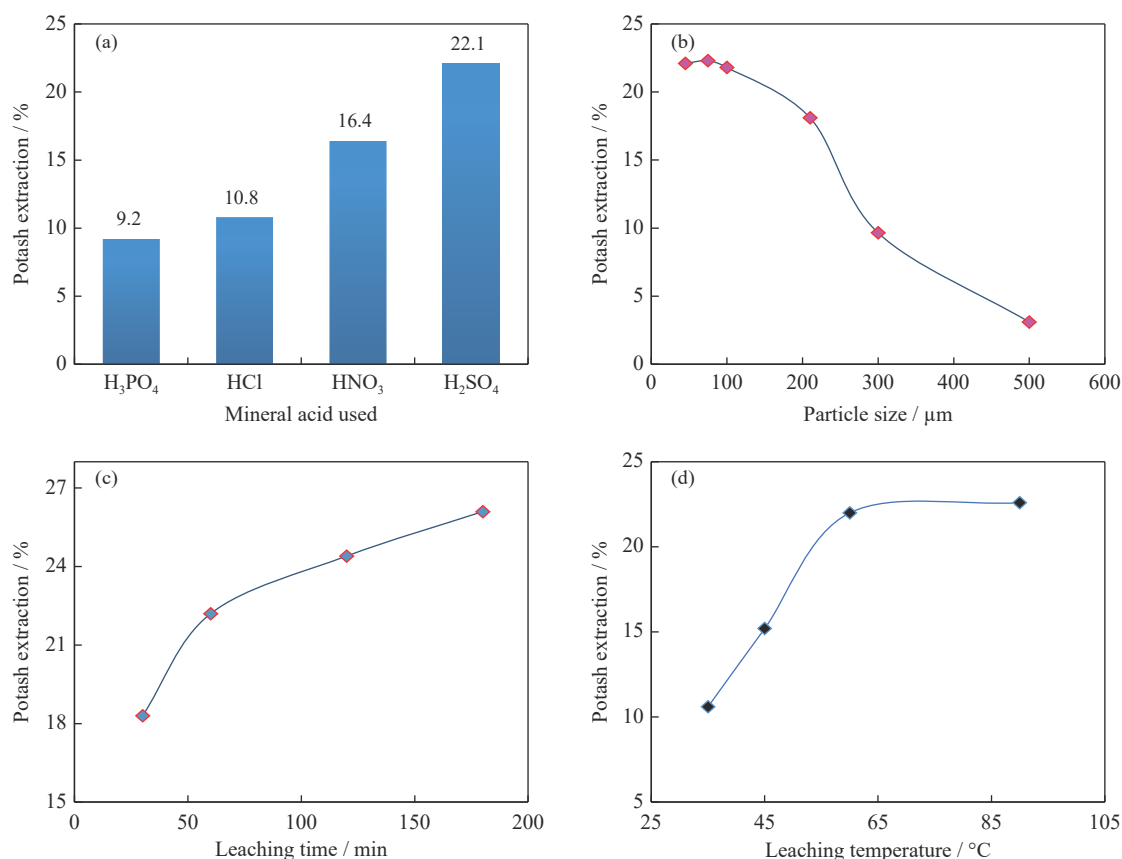 (a)
25
20
15
10
5
0
Potash extraction / %
9.2
10.8
16.4
22.1
H₃PO₄ HCl HNO₃ H₂SO₄
Mineral acid used
(b)
25
20
15
10
5
0
Potash extraction / %
0 100 200 300 400 500 600
Particle size / µm
(c)
27
24
21
18
15
Potash extraction / %
0 50 100 150 200
Leaching time / min
(d)
25
20
15
10
5
Potash extraction / %
25 45 65 85 105
Leaching temperature / °C